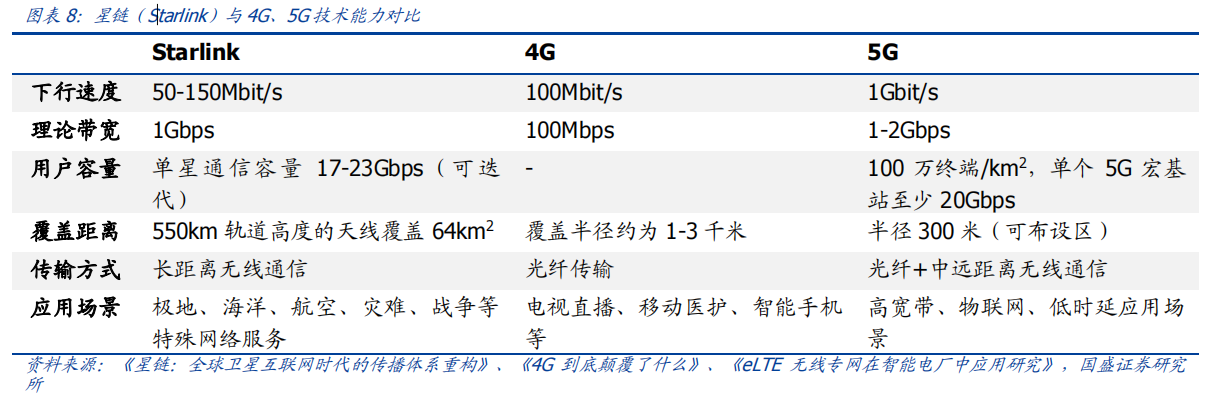 图表 8：星链（Starlink）与 4G、5G 技术能力对比
Starlink 4G 5G
下行速度 50-150Mbit/s 100Mbit/s 1Gbit/s
理论带宽 1Gbps 100Mbps 1-2Gbps
用户容量 单星通信容量 17-23Gbps（可迭 - 100 万终端/km²，单个 5G 宏基
代） 站至少 20Gbps
覆盖距离 550km 轨道高度的天线覆盖 64km² 覆盖半径约为 1-3 千米 半径 300 米（可布设区）
传输方式 长距离无线通信 光纤传输 光纤+中远距离无线通信
应用场景 极地、海洋、航空、灾难、战争等 电视直播、移动医护、智能手机 高宽带、物联网、低时延应用场
特殊网络服务 等 景
资料来源：《星链：全球卫星互联网时代的传播体系重构》、《4G 到底颠覆了什么》、《eLTE 无线专网在智能电厂中应用研究》，国盛证券研究
所